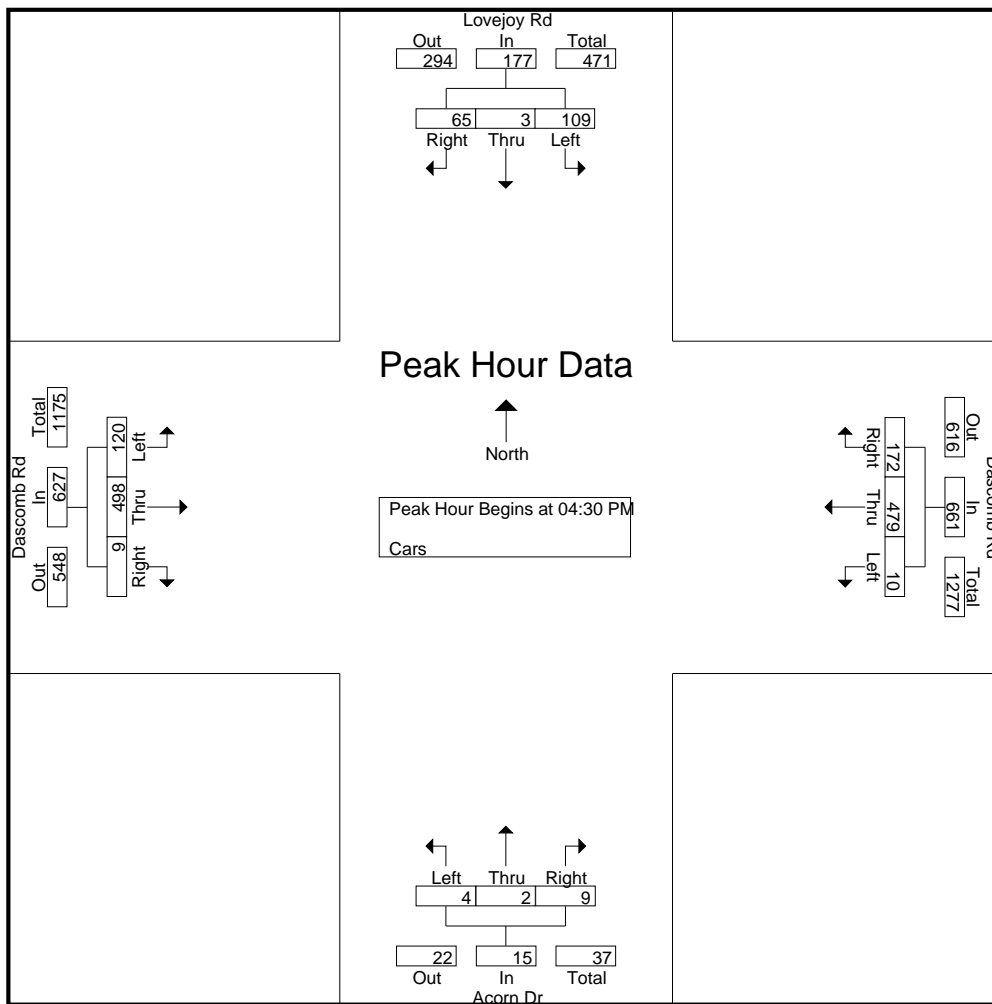 Lovejoy Rd
Out In Total
294 177 471
65 3 109
Right Thru Left
Peak Hour Data
North
Peak Hour Begins at 04:30 PM
Cars
Dascomb Rd
Total In Out
1175 627 548
120 498 9
Left Thru Right
Right Thru Left
172 479 10
616 661 1277
Out In Total
Dascomb Rd
Left Thru Right
4 2 9
22 15 37
Out In Total
Acorn Dr